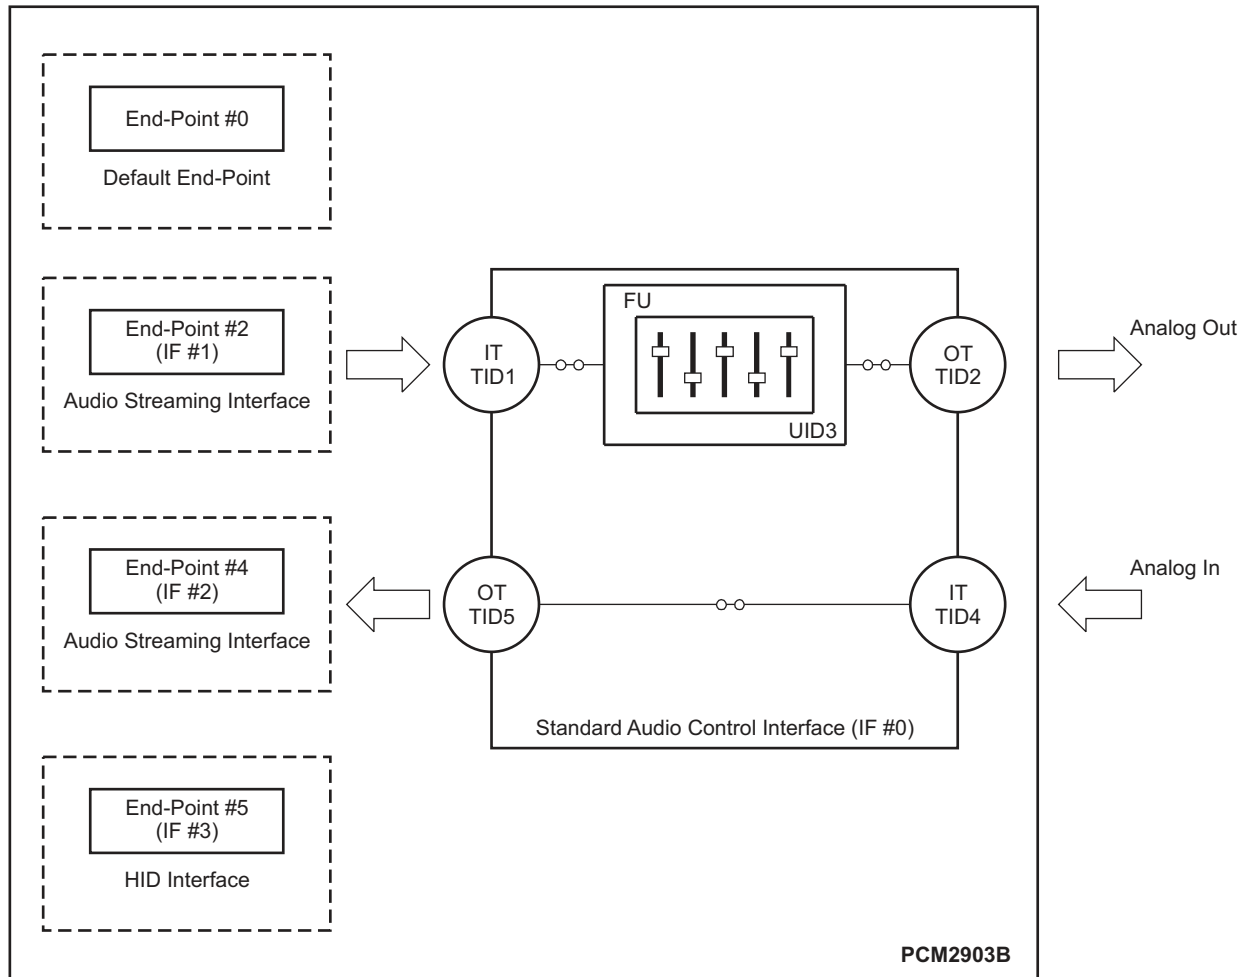 End-Point #0
Default End-Point
End-Point #2
(IF #1)
Audio Streaming Interface
IT
TID1
FU
UID3
OT
TID2
Analog Out
End-Point #4
(IF #2)
Audio Streaming Interface
OT
TID5
IT
TID4
Analog In
Standard Audio Control Interface (IF #0)
End-Point #5
(IF #3)
HID Interface
PCM2903B